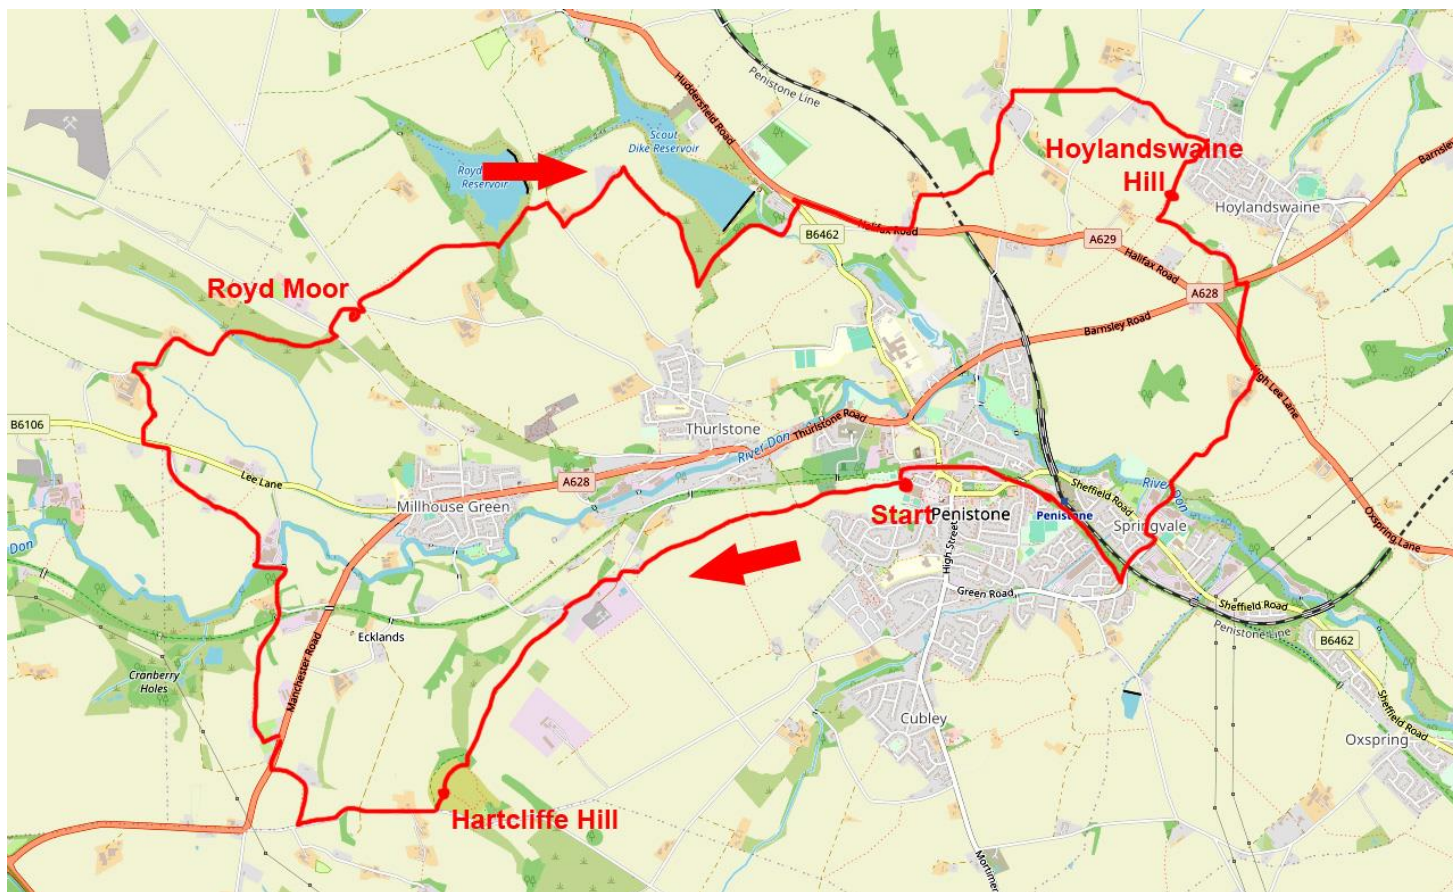 Huddersfield Road
Penistone Line
Scout
Dike Reservoir
Royd
Reservoir
Hoylandswaine
Hill
Barnsley
Hoylandswaine
B6462
Halifax Road
A629
Halifax Road
A628
Royd Moor
Barnsley Road
High Lee Lane
B6106
Thurlstone
Thurlstone Road
River Don
Lee Lane
A628
Millhouse Green
Start
Penistone
High Street
Penistone
Sheffield Road
River Don
Springvale
Oxspring Lane
Don
Green Road
Sheffield Road
Penistone Line
B6462
Ecklands
Manchester Road
Cranberry
Holes
Cubley
Sheffield Road
Oxspring
Hartcliffe Hill
Mortimer